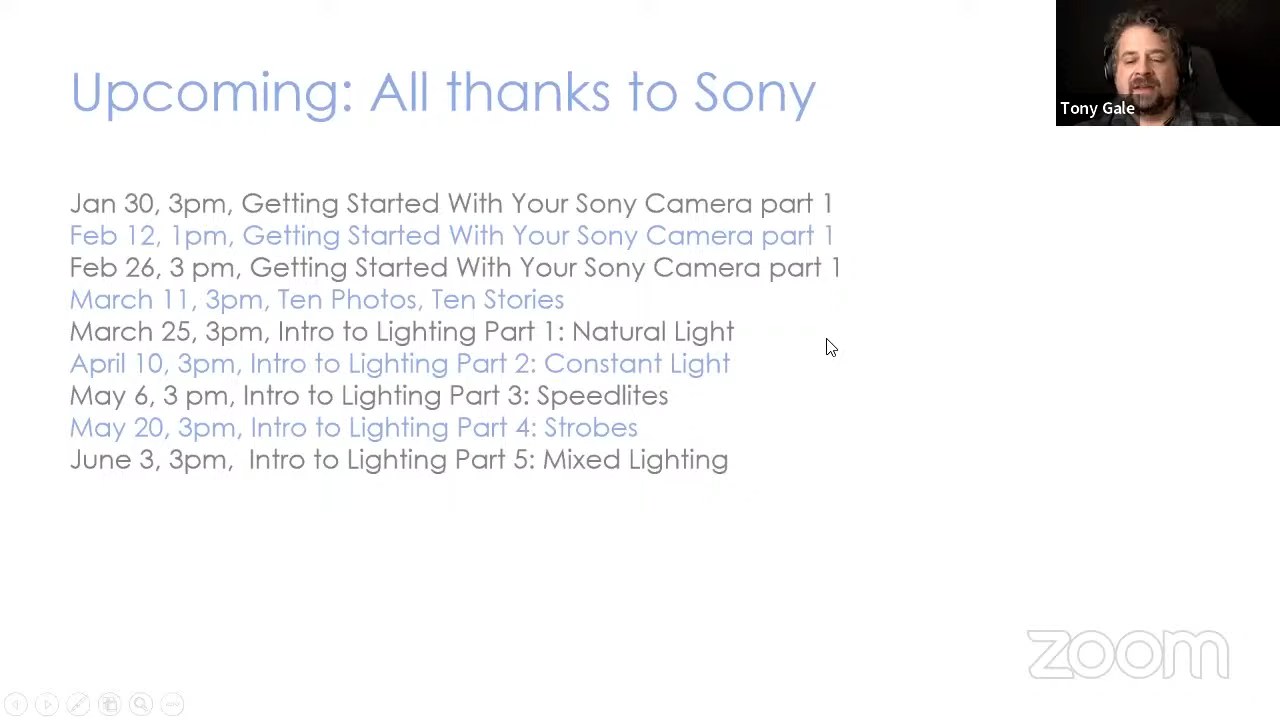 Upcoming: All thanks to Sony
Tony Gale
Jan 30, 3pm, Getting Started With Your Sony Camera part 1
Feb 12, 1pm, Getting Started With Your Sony Camera part 1
Feb 26, 3 pm, Getting Started With Your Sony Camera part 1
March 11, 3pm, Ten Photos, Ten Stories
March 25, 3pm, Intro to Lighting Part 1: Natural Light
April 10, 3pm, Intro to Lighting Part 2: Constant Light
May 6, 3 pm, Intro to Lighting Part 3: Speedlites
May 20, 3pm, Intro to Lighting Part 4: Strobes
June 3, 3pm,  Intro to Lighting Part 5: Mixed Lighting
zoom